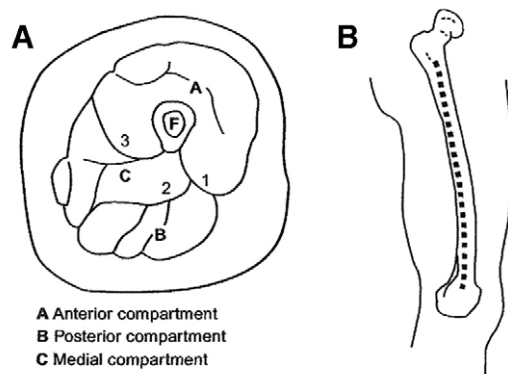 A
B
A
F
3
C
1
2
B
A Anterior compartment
B Posterior compartment
C Medial compartment